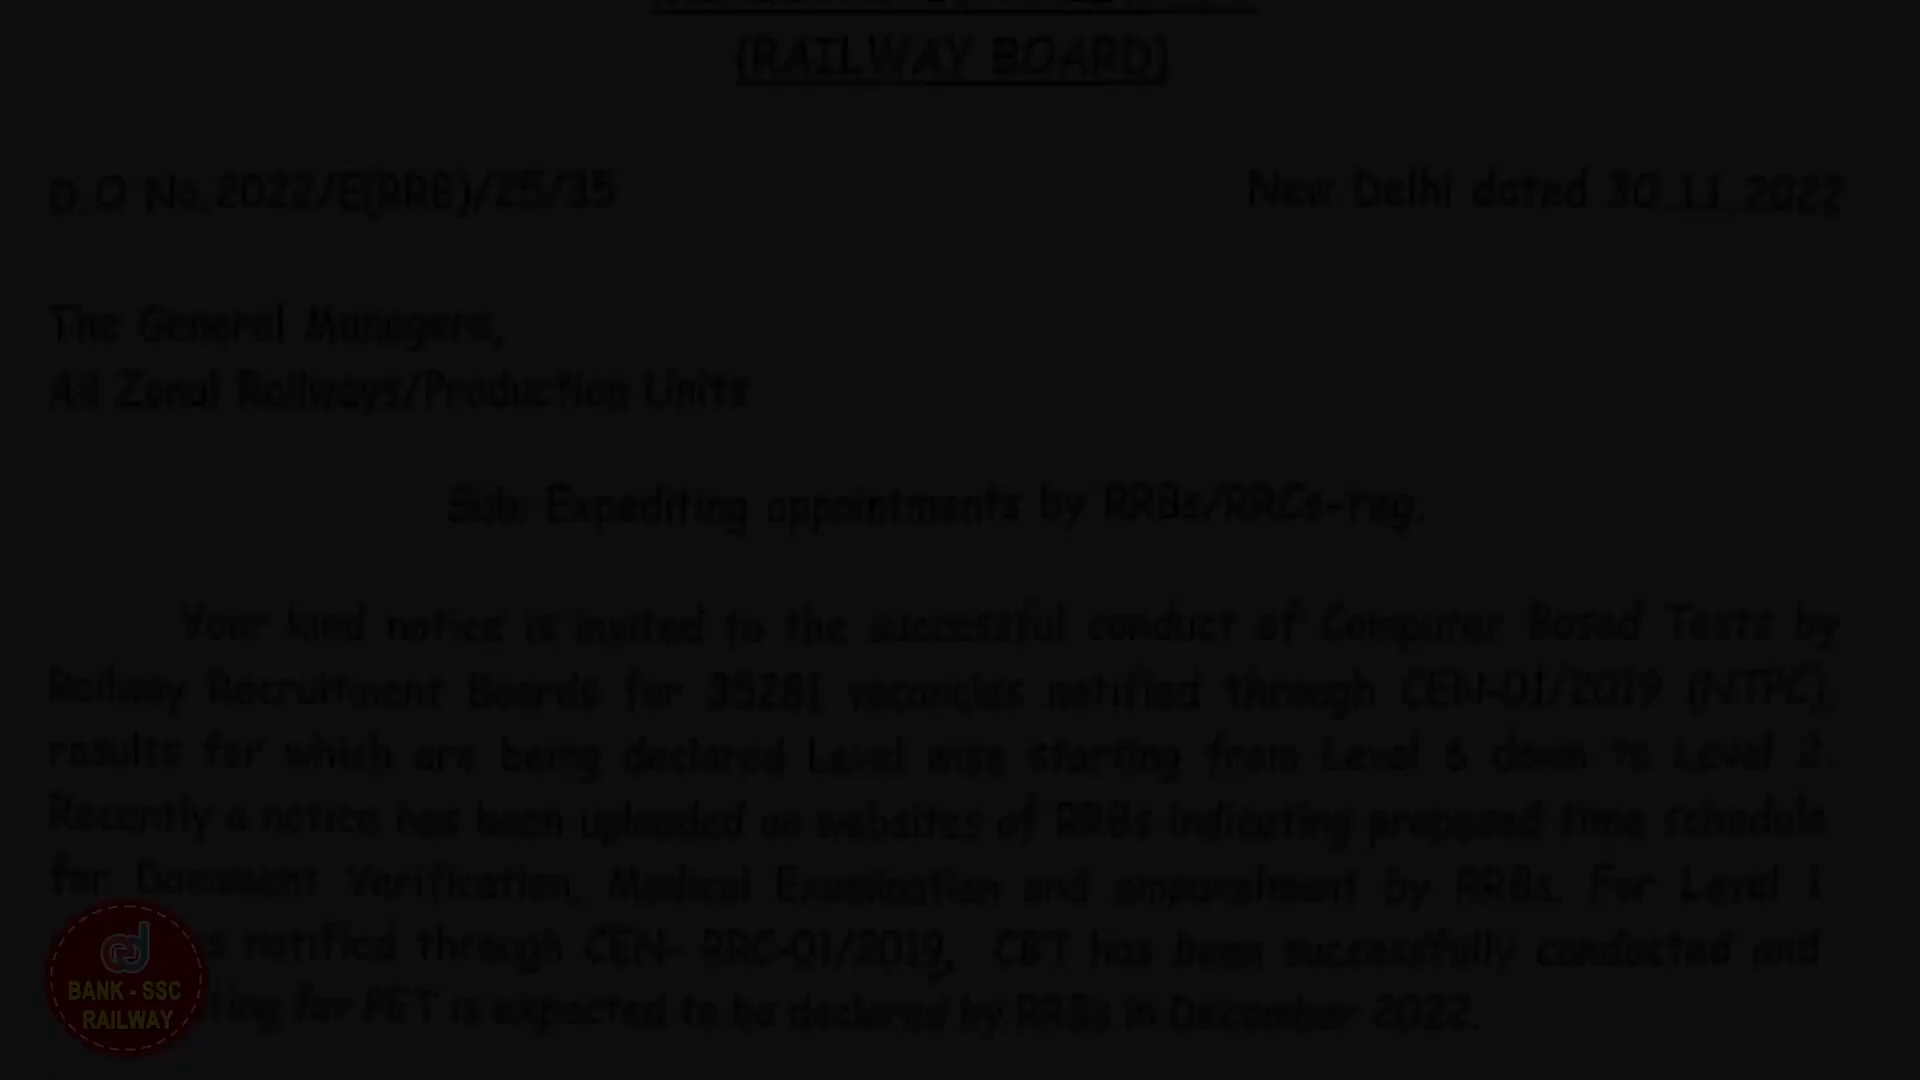 (RAILWAY BOARD)
D.O No.2022/E(RRB)/25/35
New Delhi dated 30.11.2022
The General Managers,
All Zonal Railways/Production Units
Sub: Expediting appointments by RRBs/RRCs-reg.
Your kind notice is invited to the successful conduct of Computer Based Tests by
Railway Recruitment Boards for 35281 vacancies notified through CEN-01/2019 (NTPC),
results for which are being declared Level wise starting from Level 6 down to Level 2.
Recently a notice has been uploaded on websites of RRBs indicating proposed time schedule
for Document Verification, Medical Examination and empanelment by RRBs. For Level 1
notified through CEN- RRC-01/2019, CBT has been successfully conducted and
for PET is expected to be declared by RRBs in December 2022.
BANK - SSC
RAILWAY